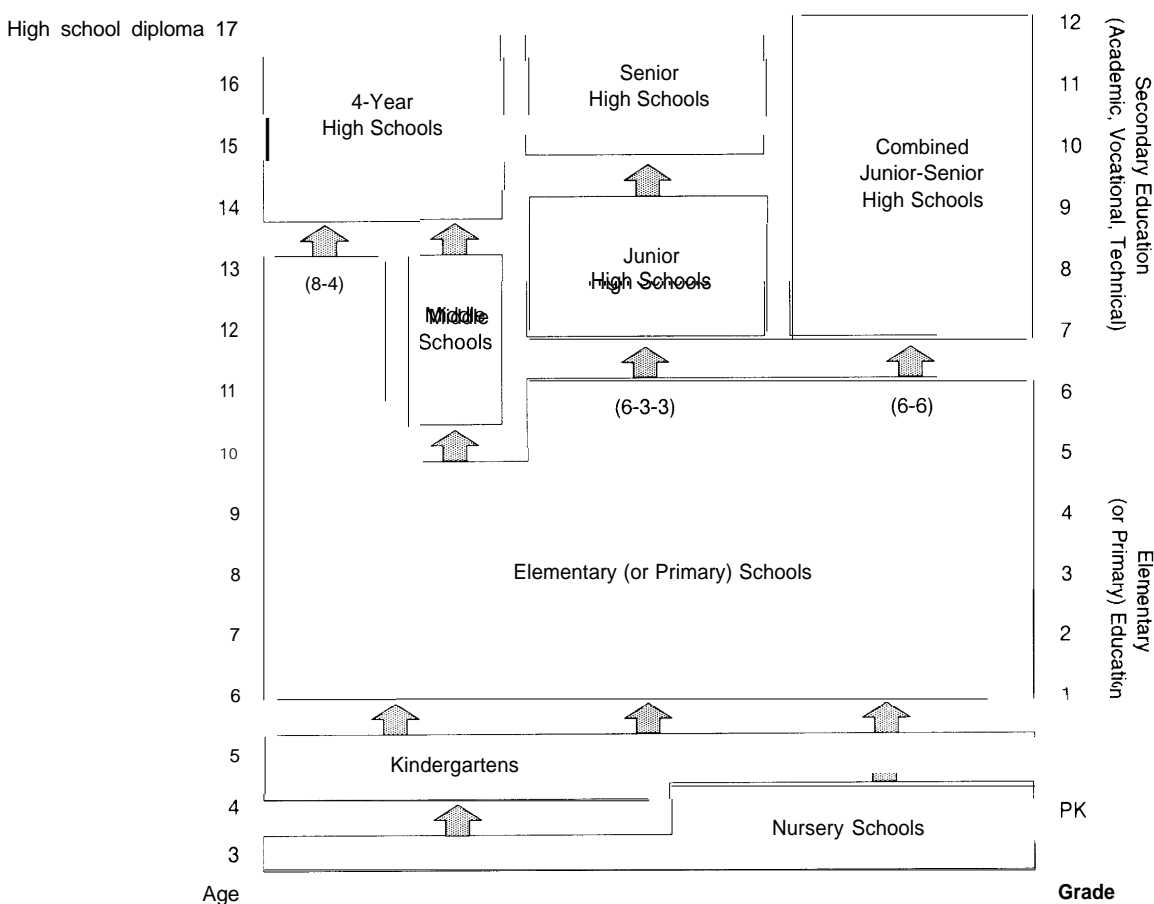 High school diploma 17
16
15
14
13
12
11
10
9
8
7
6
5
4
3
Age
4-Year
High Schools
Senior
High Schools
Combined
Junior-Senior
High Schools
(8-4)
Middle
Schools
Junior
High Schools
(6-3-3)
(6-6)
Elementary (or Primary) Schools
Kindergartens
Nursery Schools
12
11
10
9
8
7
6
5
4
3
2
1
PK
Grade
Secondary Education
(Academic, Vocational, Technical)
Elementary
(or Primary) Education